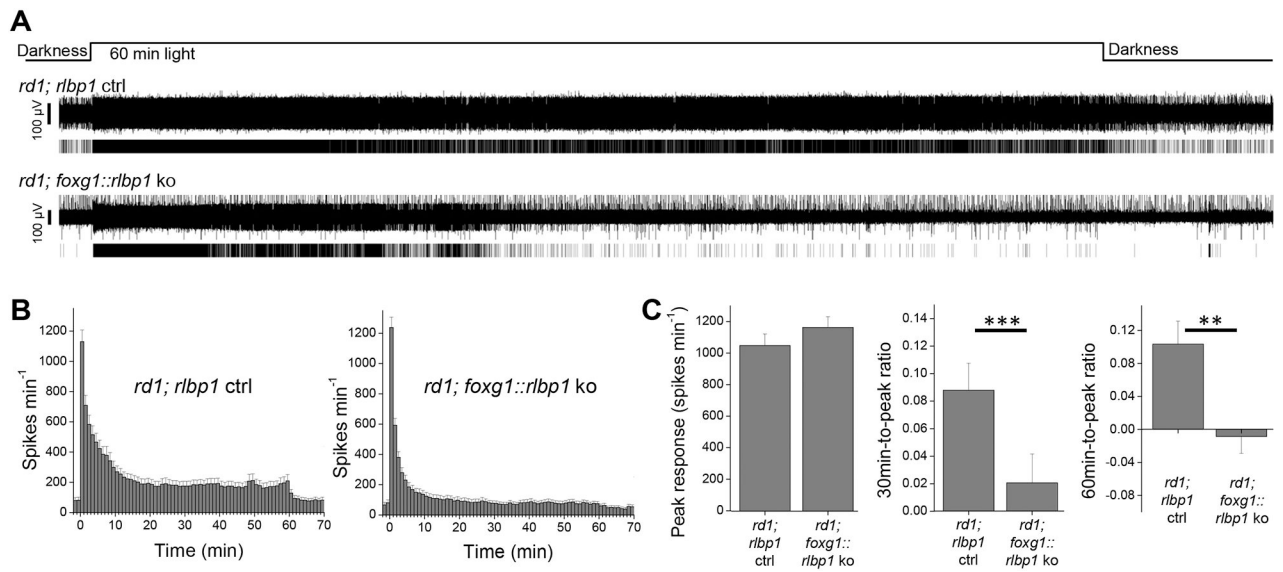 A
Darkness 60 min light Darkness
rd1; rlbp1 ctrl
100 µV
rd1; foxg1::rlbp1 ko
100 µV
B
Spikes min-1
1200
1000
800
600
400
200
0
rd1; rlbp1 ctrl
0 10 20 30 40 50 60 70
Time (min)
Spikes min-1
1200
1000
800
600
400
200
0
rd1; foxg1::rlbp1 ko
0 10 20 30 40 50 60 70
Time (min)
C
Peak response (spikes min-1)
1200
1000
800
600
400
200
0
rd1; rd1;
rlbp1 foxg1::
ctrl rlbp1 ko
30min-to-peak ratio
0.14
0.12
0.10
0.08
0.06
0.04
0.02
0.00
***
rd1; rd1;
rlbp1 foxg1::
ctrl rlbp1 ko
60min-to-peak ratio
0.12
0.08
0.04
0.00
-0.04
-0.08
**
rd1; rd1;
rlbp1 foxg1::
ctrl rlbp1 ko